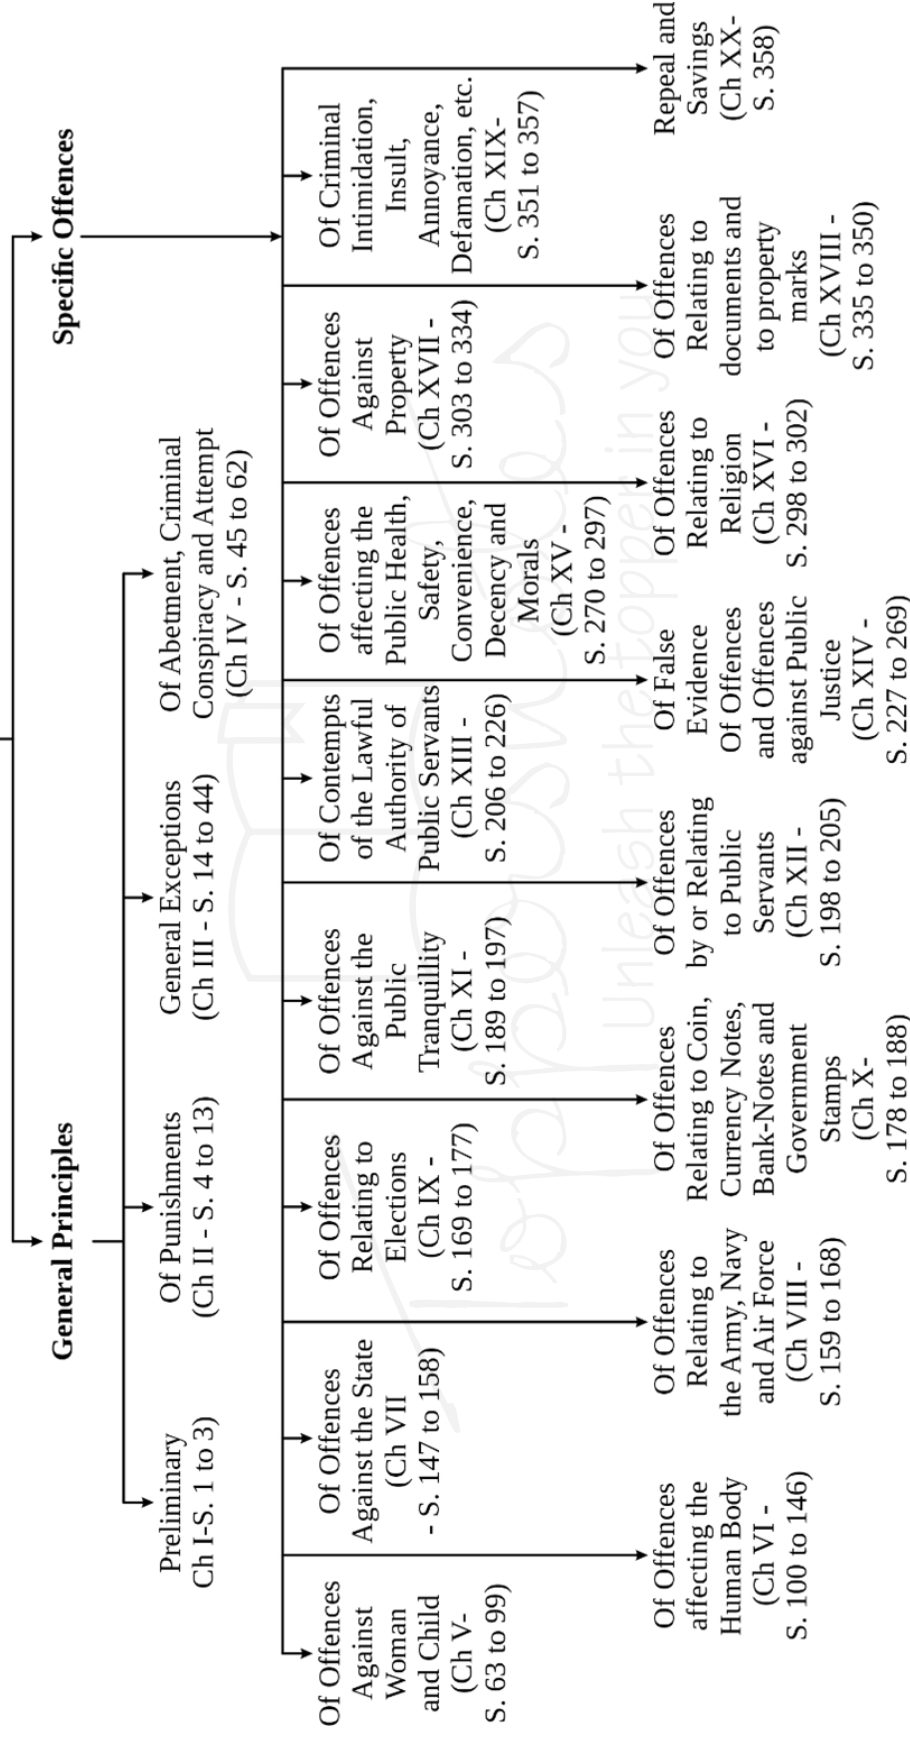 General Principles
Specific Offences
Preliminary
Ch I-S. 1 to 3)
Of Punishments
(Ch II - S. 4 to 13)
General Exceptions
(Ch III - S. 14 to 44)
Of Abetment, Criminal
Conspiracy and Attempt
(Ch IV - S. 45 to 62)
Of Offences
Against
Woman
and Child
(Ch V-
S. 63 to 99)
Of Offences
Against the State
(Ch VII
- S. 147 to 158)
Of Offences
Relating to
Elections
(Ch IX -
S. 169 to 177)
Of Offences
Against the
Public
Tranquillity
(Ch XI -
S. 189 to 197)
Of Contempts
of the Lawful
Authority of
Public Servants
(Ch XIII -
S. 206 to 226)
Of Offences
affecting the
Public Health,
Safety,
Convenience,
Decency and
Morals
(Ch XV -
S. 270 to 297)
Of Offences
Against
Property
(Ch XVII -
S. 303 to 334)
Of Criminal
Intimidation,
Insult,
Annoyance,
Defamation, etc.
(Ch XIX-
S. 351 to 357)
Of Offences
affecting the
Human Body
(Ch VI -
S. 100 to 146)
Of Offences
Relating to
the Army, Navy
and Air Force
(Ch VIII -
S. 159 to 168)
Of Offences
Relating to Coin,
Currency Notes,
Bank-Notes and
Government
Stamps
(Ch X-
S. 178 to 188)
Of Offences
by or Relating
to Public
Servants
(Ch XII -
S. 198 to 205)
Of False
Evidence
Of Offences
and Offences
against Public
Justice
(Ch XIV -
S. 227 to 269)
Of Offences
Relating to
Religion
(Ch XVI -
S. 298 to 302)
Of Offences
Relating to
documents and
to property
marks
(Ch XVIII -
S. 335 to 350)
Repeal and
Savings
(Ch XX-
S. 358)
Unleash the topper in you